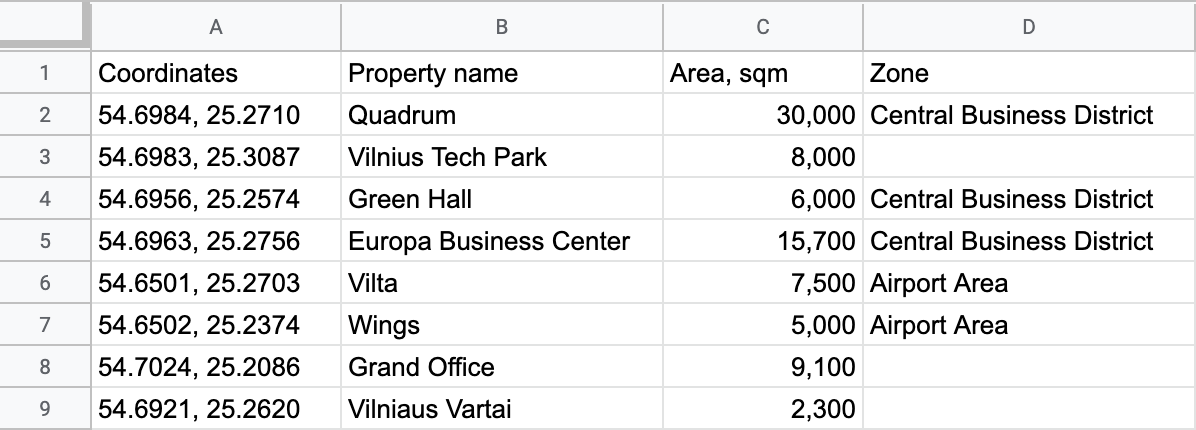 A B C D
1 Coordinates Property name Area, sqm Zone
2 54.6984, 25.2710 Quadrum 30,000 Central Business District
3 54.6983, 25.3087 Vilnius Tech Park 8,000
4 54.6956, 25.2574 Green Hall 6,000 Central Business District
5 54.6963, 25.2756 Europa Business Center 15,700 Central Business District
6 54.6501, 25.2703 Vilta 7,500 Airport Area
7 54.6502, 25.2374 Wings 5,000 Airport Area
8 54.7024, 25.2086 Grand Office 9,100
9 54.6921, 25.2620 Vilniaus Vartai 2,300